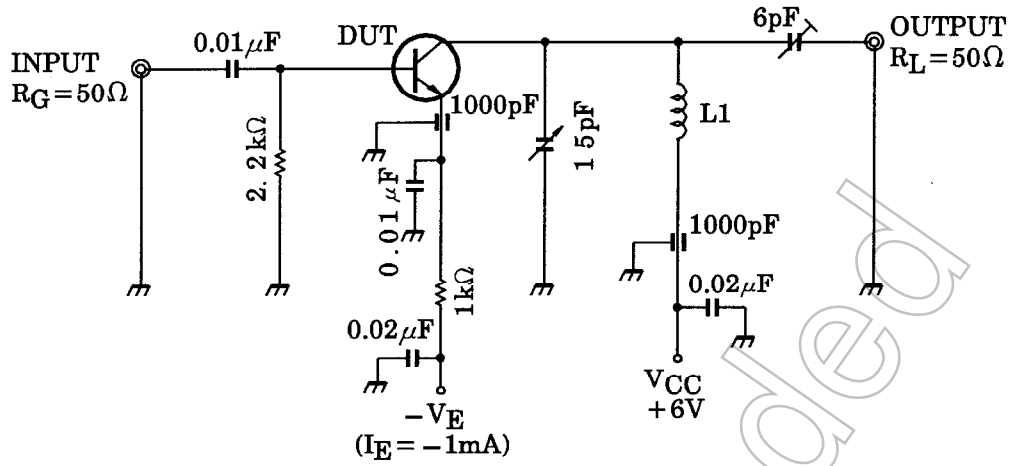 INPUT
R_G=50Ω
0.01μF
2.2kΩ
DUT
1000pF
0.01μF
1kΩ
0.02μF
−V_E
(I_E=−1mA)
15pF
L1
1000pF
0.02μF
V_CC
+6V
6pF
OUTPUT
R_L=50Ω
ded